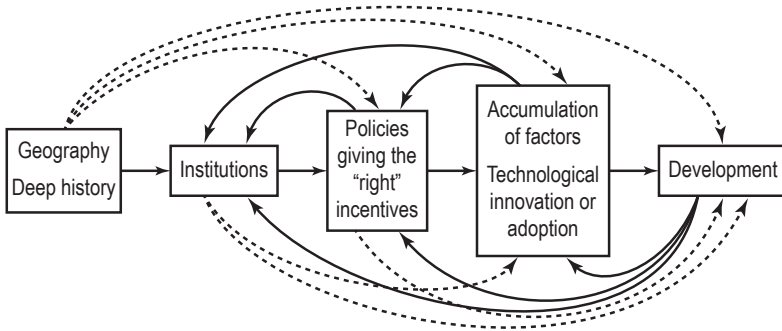 Geography
Deep history
Institutions
Policies
giving the
“right”
incentives
Accumulation
of factors
Technological
innovation or
adoption
Development